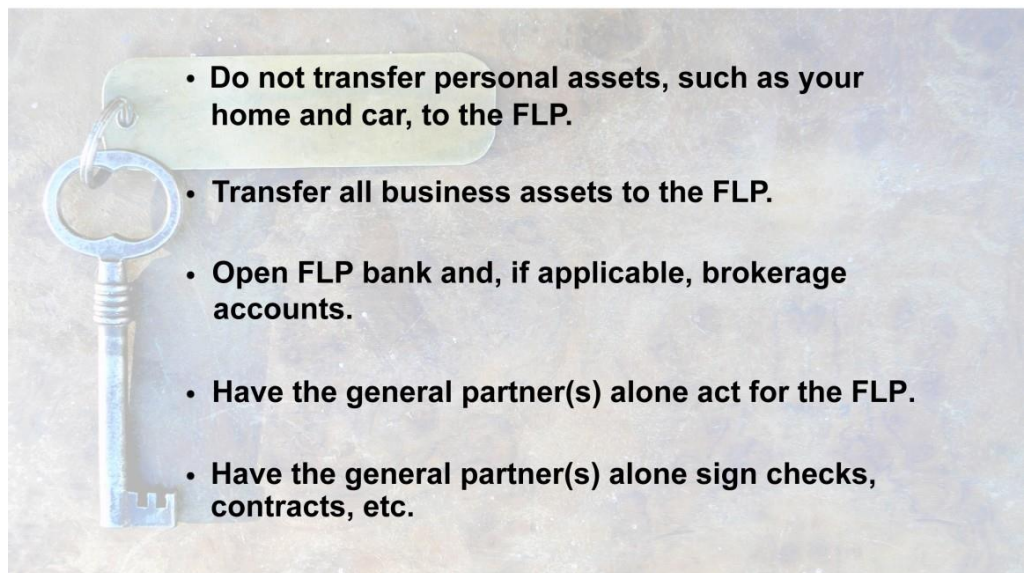 • Do not transfer personal assets, such as your
home and car, to the FLP.
• Transfer all business assets to the FLP.
• Open FLP bank and, if applicable, brokerage
accounts.
• Have the general partner(s) alone act for the FLP.
• Have the general partner(s) alone sign checks,
contracts, etc.